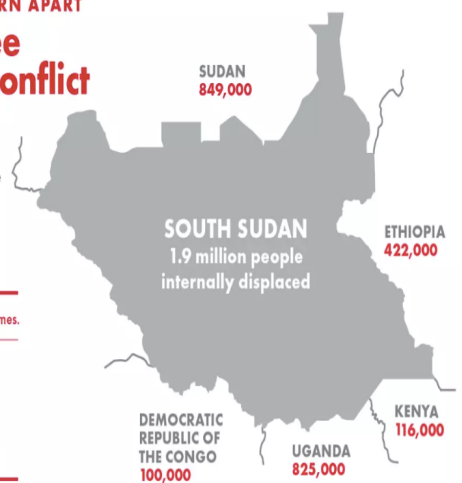 RN APART
e
onflict
SUDAN
849,000
SOUTH SUDAN
1.9 million people
internally displaced
ETHIOPIA
422,000
mes.
KENYA
116,000
DEMOCRATIC
REPUBLIC OF
THE CONGO
100,000
UGANDA
825,000